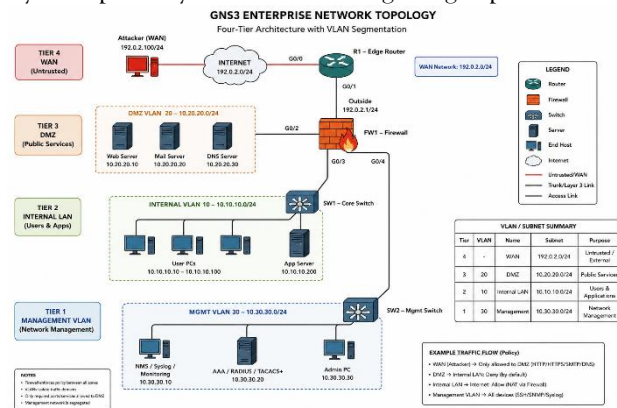 GNS3 ENTERPRISE NETWORK TOPOLOGY
Four-Tier Architecture with VLAN Segmentation
TIER 4
WAN
(Untrusted)
Attacker (WAN)
192.0.2.100/24
INTERNET
192.0.2.0/24
G0/0
R1 – Edge Router
WAN Network: 192.0.2.0/24
G0/1
Outside
192.0.2.1/24
LEGEND
Router
Firewall
Switch
Server
End Host
Internet
Untrusted/WAN
Trunk/Layer 3 Link
Access Link
TIER 3
DMZ
(Public Services)
DMZ VLAN 20 – 10.20.20.0/24
Web Server
10.20.20.10
Mail Server
10.20.20.20
DNS Server
10.20.20.30
G0/2
FW1 – Firewall
G0/3
G0/4
TIER 2
INTERNAL LAN
(Users & Apps)
INTERNAL VLAN 10 – 10.10.10.0/24
SW1 – Core Switch
User PCs
10.10.10.10 – 10.10.10.100
App Server
10.10.10.200
VLAN / SUBNET SUMMARY
Tier VLAN Name Subnet Purpose
4 - WAN 192.0.2.0/24 Untrusted / External
3 20 DMZ 10.20.20.0/24 Public Services
2 10 Internal LAN 10.10.10.0/24 Users & Applications
1 30 Management 10.30.30.0/24 Network Management
TIER 1
MANAGEMENT VLAN
(Network Management)
MGMT VLAN 30 – 10.30.30.0/24
SW2 – Mgmt Switch
NMS / Syslog /
Monitoring
10.30.30.10
AAA / RADIUS / TACACS+
10.30.30.20
Admin PC
10.30.30.30
NOTES
EXAMPLE TRAFFIC FLOW (Policy)
WAN (Attacker) → Only allowed to DMZ (HTTP/HTTPS/SMTP/DNS)
DMZ → Internal LAN: Deny (By default)
Internal LAN → Internet: Allow (NAT via Firewall)
Management VLAN → All devices (SSH/SNMP/Syslog)